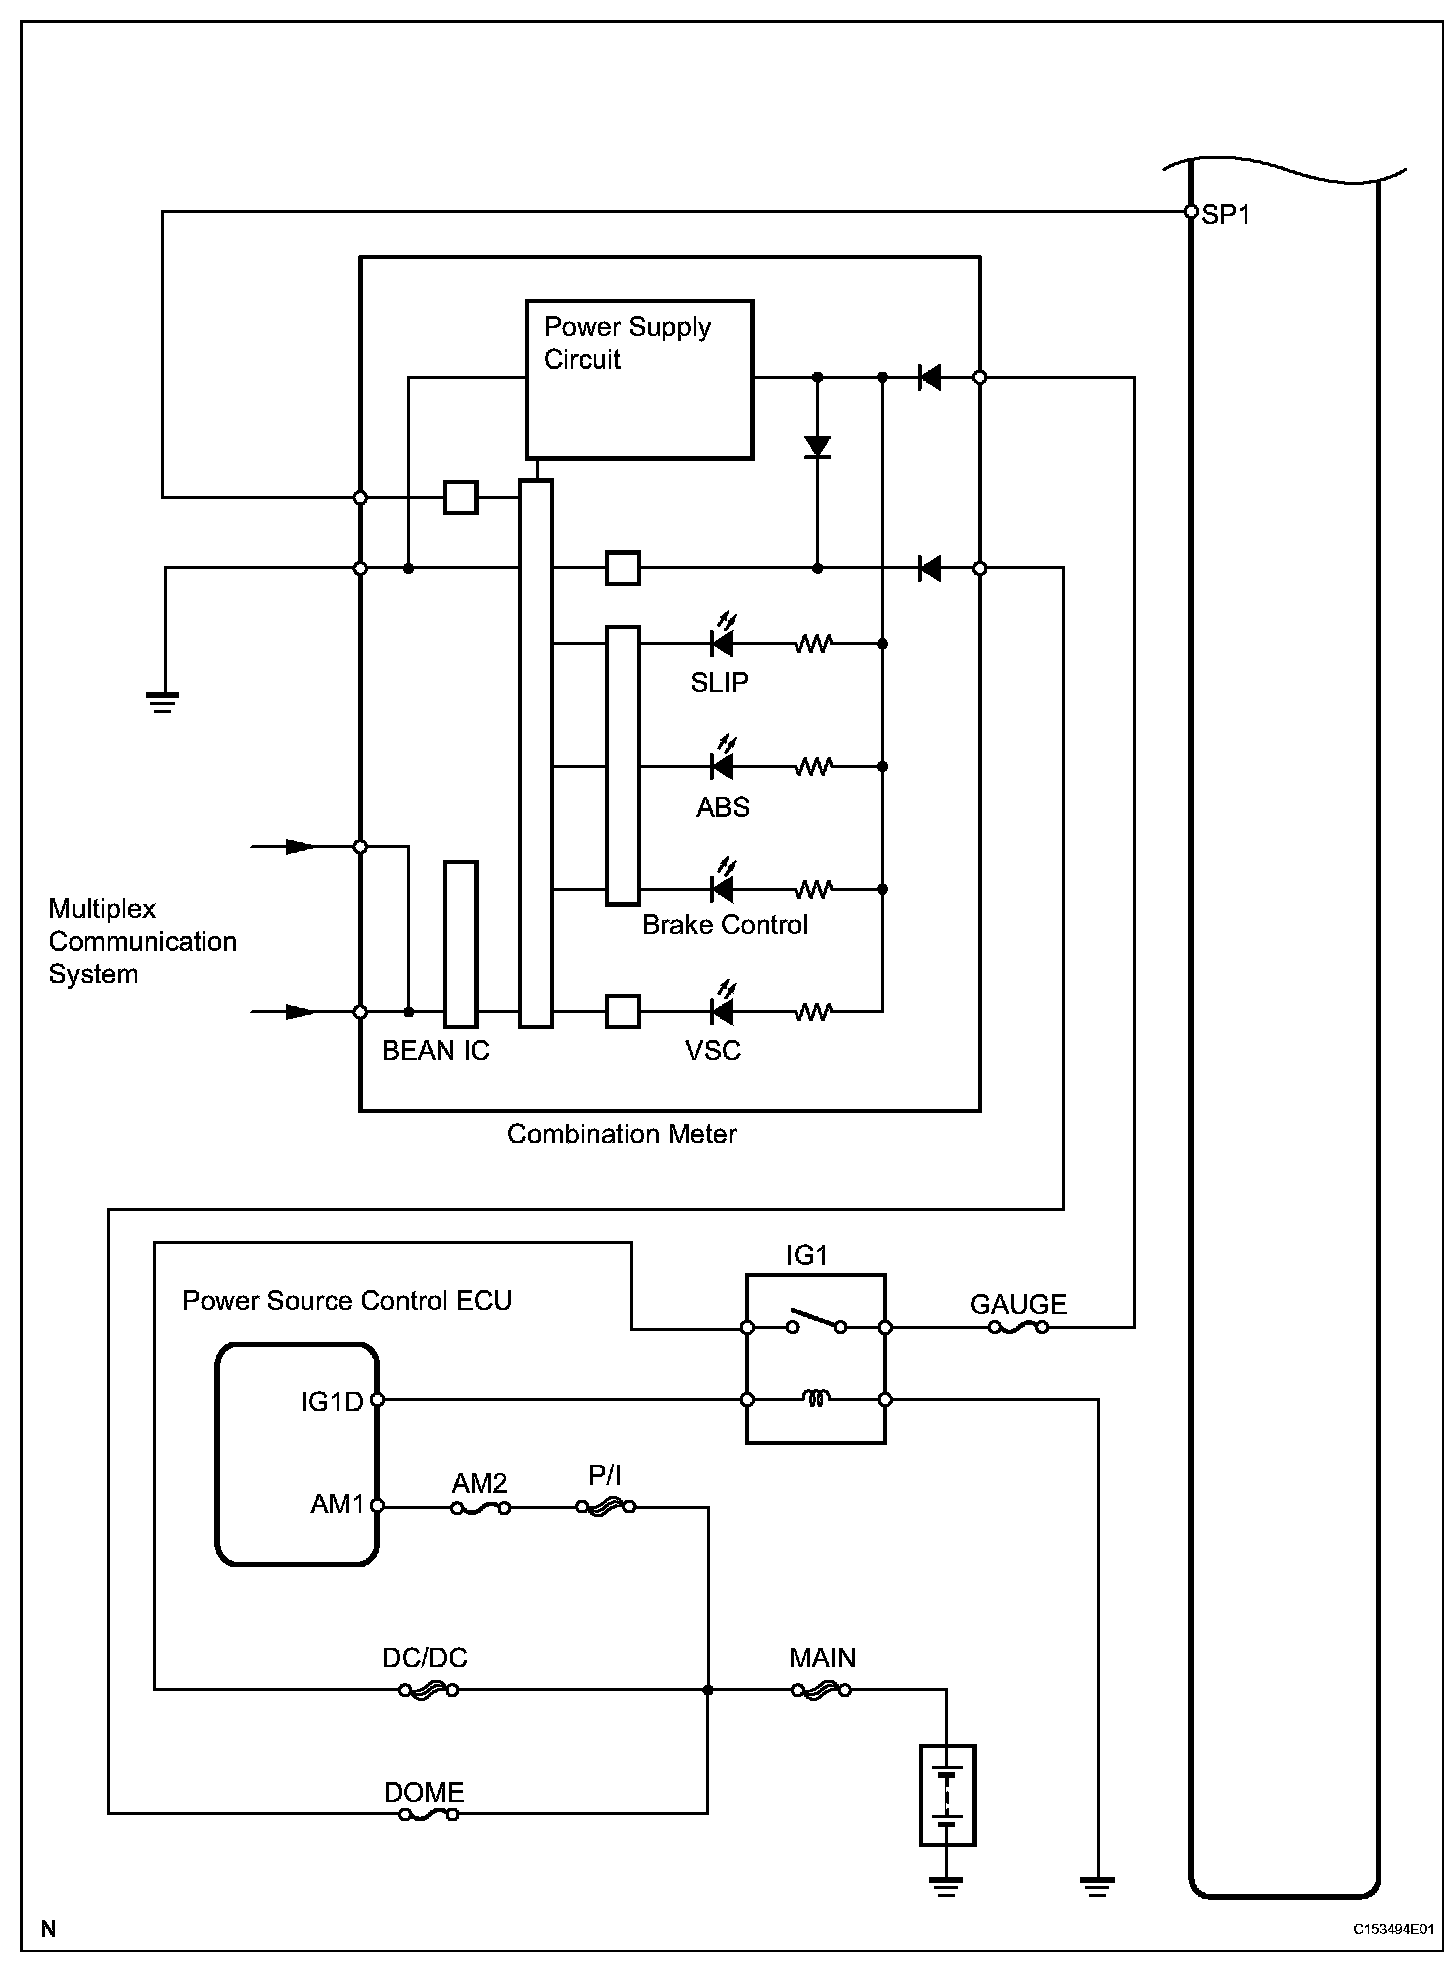 SP1
Power Supply
Circuit
SLIP
ABS
Brake Control
Multiplex
Communication
System
BEAN IC
VSC
Combination Meter
IG1
Power Source Control ECU
GAUGE
IG1D
AM1
AM2
P/I
DC/DC
MAIN
DOME
N
C153494E01